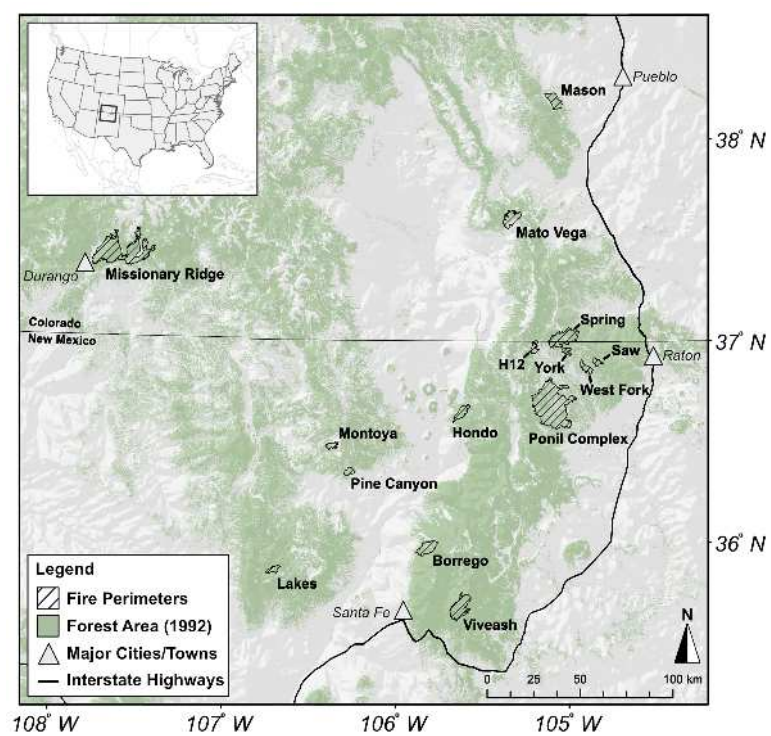 Pueblo
Mason
38° N
Mato Vega
Durango
Missionary Ridge
Colorado
New Mexico
Spring
37° N
H12
York
Saw
Raton
West Fork
Montoya
Hondo
Ponil Complex
Pine Canyon
36° N
Borrego
Lakes
Santa Fe
Viveash
Legend
Fire Perimeters
Forest Area (1992)
Major Cities/Towns
Interstate Highways
N
0 25 50 100 km
108° W 107° W 106° W 105° W